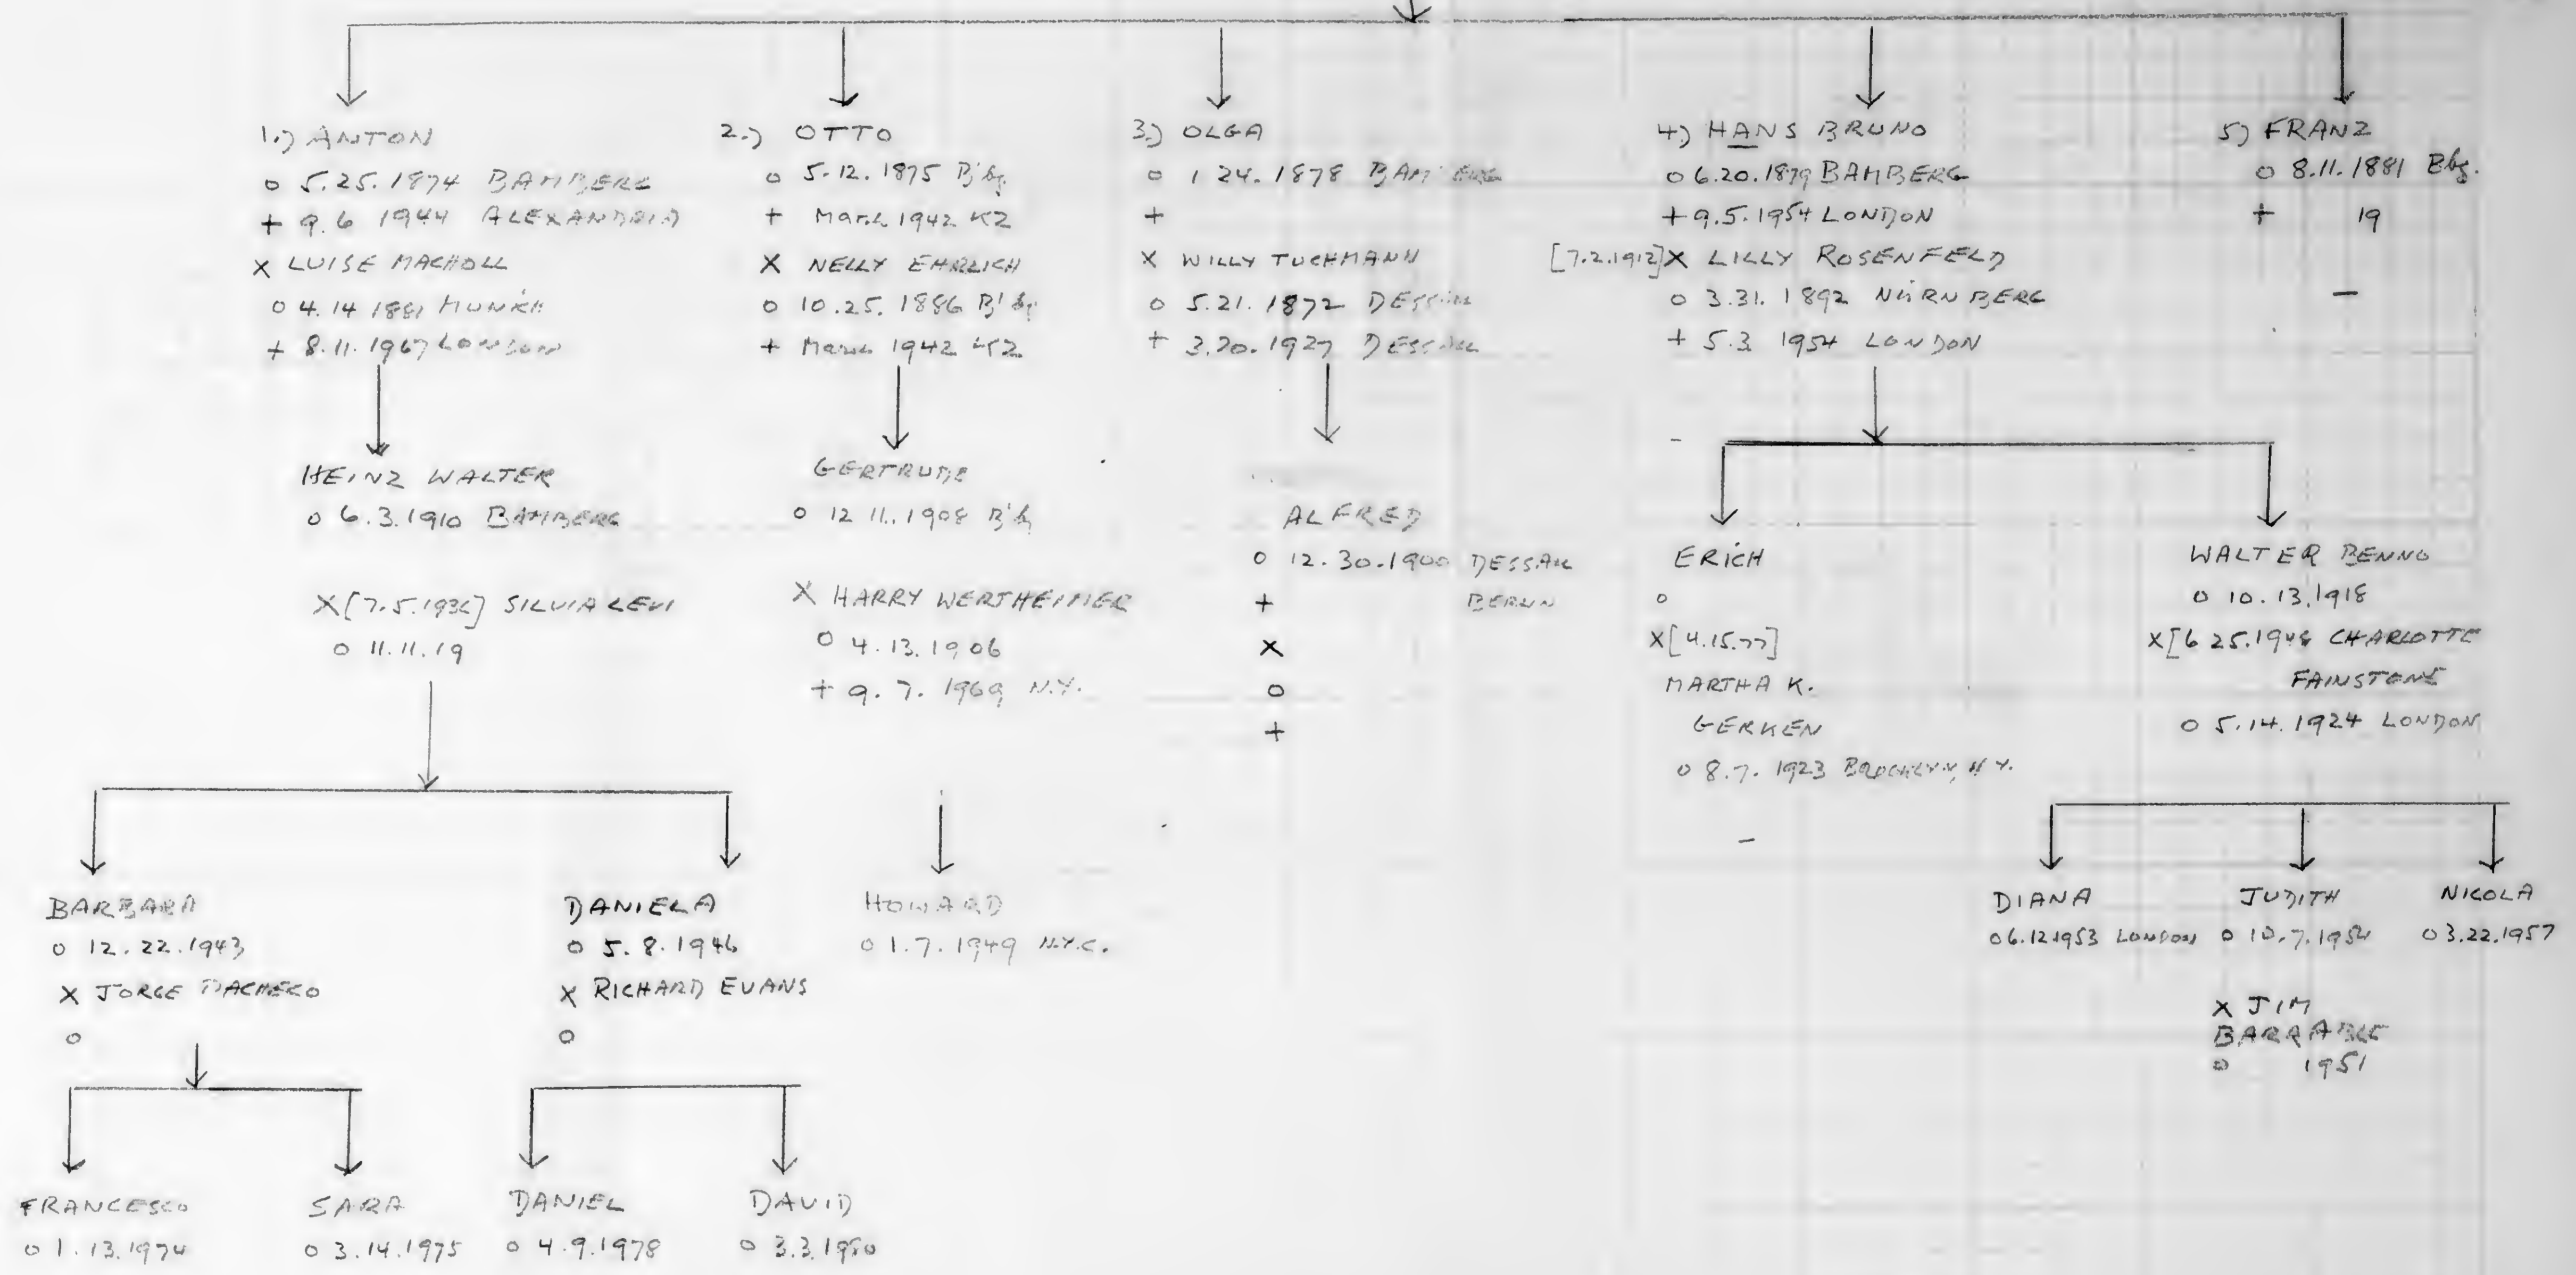 1.) ANTON
o 5.25.1874 BAMBERG
+ 9.6 1944 ALEXANDRIA
X LUISE MACHOLL
o 4.14 1881 MUNICH
+ 8.11.1967 LONDON
2.) OTTO
o 5.12.1875 B'bg
+ March 1942 KZ
X NELLY EHRLICH
o 10.25.1886 B'bg
+ March 1942 KZ
3.) OLGA
o 1 24.1878 BAMBERG
+
X WILLY TUCHMANN
o 5.21.1872 DESSAU
+ 3.20.1927 DESSAU
4) HANS BRUNO
o 6.20.1879 BAMBERG
+ 9.5.1954 LONDON
[7.2.1912] X LILLY ROSENFELD
o 3.31.1892 NÜRNBERG
+ 5.3 1954 LONDON
5) FRANZ
o 8.11.1881 Bbg.
+ 19
–
HEINZ WALTER
o 6.3.1910 BAMBERG
X [7.5.] SILVIA LEVI
o 11.11.19
GERTRUDE
o 12 11.1908 B'bg
X HARRY WERTHEIMER
o 4.13.1906
+ 9.7.1969 N.Y.
ALFRED
o 12.30.1900 DESSAU
+ BERLIN
X
o
+
ERICH
o
X [4.15.77]
MARTHA K.
GERKEN
o 8.7.1923 BROOKLYN, N.Y.
–
WALTER BENNO
o 10.13.1918
X [6 25.1948 CHARLOTTE
FAINSTONE
o 5.14.1924 LONDON
BARBARA
o 12.22.1943
X JORGE PACHECO
o
DANIELA
o 5.8.1946
X RICHARD EVANS
o
HOWARD
o 1.7.1949 N.Y.C.
DIANA
o 6.12.1953 LONDON
JUDITH
o 10.7.
X JIM
BARRABLE
o 1951
NICOLA
o 3.22.1957
FRANCESCO
o 1.13.1974
SARA
o 3.14.1975
DANIEL
o 4.9.1978
DAVID
o 3.3.